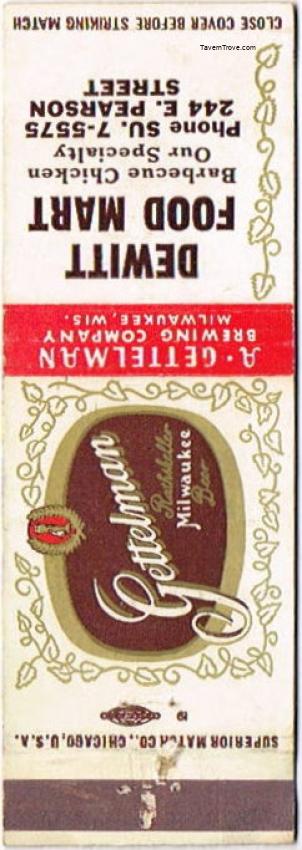 TavernTrove.com
CLOSE COVER BEFORE STRIKING MATCH
DEWITT
FOOD MART
Barbecue Chicken
Our Specialty
Phone SU. 7-5575
244 E. PEARSON
STREET
A·GETTELMAN
BREWING COMPANY
MILWAUKEE, WIS.
Gettelman
Rathskeller
Milwaukee
Beer
SUPERIOR MATCH CO., CHICAGO, U.S.A.